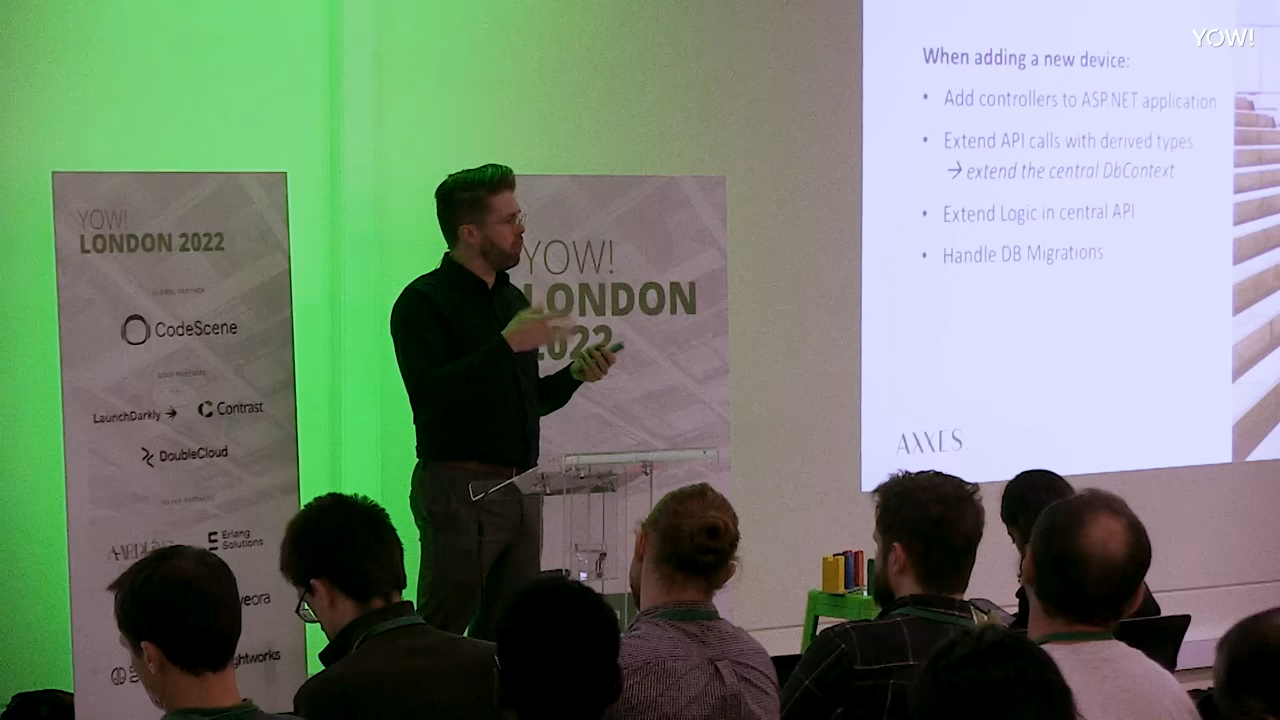 YOW!
LONDON 2022
CodeScene
LaunchDarkly
Contrast
DoubleCloud
Erlang
Solutions
YOW!
LONDON
2022
When adding a new device:
• Add controllers to ASP.NET application
• Extend API calls with derived types
→ extend the central DbContext
• Extend Logic in central API
• Handle DB Migrations
AXXES
YOW!